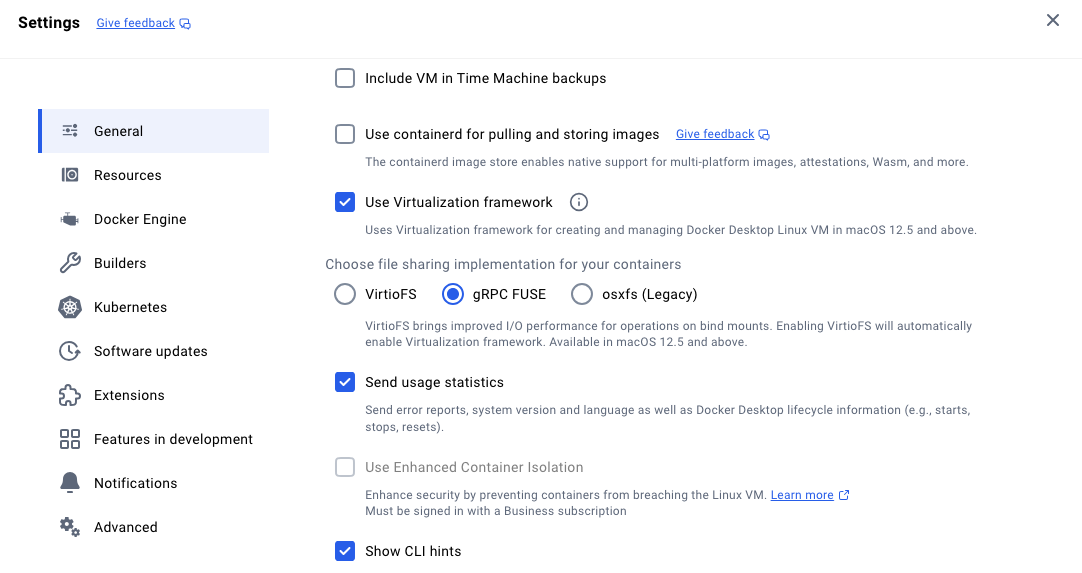 Settings Give feedback
General
Resources
Docker Engine
Builders
Kubernetes
Software updates
Extensions
Features in development
Notifications
Advanced
Include VM in Time Machine backups
Use containerd for pulling and storing images Give feedback
The containerd image store enables native support for multi-platform images, attestations, Wasm, and more.
Use Virtualization framework
Uses Virtualization framework for creating and managing Docker Desktop Linux VM in macOS 12.5 and above.
Choose file sharing implementation for your containers
VirtioFS gRPC FUSE osxfs (Legacy)
VirtioFS brings improved I/O performance for operations on bind mounts. Enabling VirtioFS will automatically
enable Virtualization framework. Available in macOS 12.5 and above.
Send usage statistics
Send error reports, system version and language as well as Docker Desktop lifecycle information (e.g., starts,
stops, resets).
Use Enhanced Container Isolation
Enhance security by preventing containers from breaching the Linux VM. Learn more
Must be signed in with a Business subscription
Show CLI hints